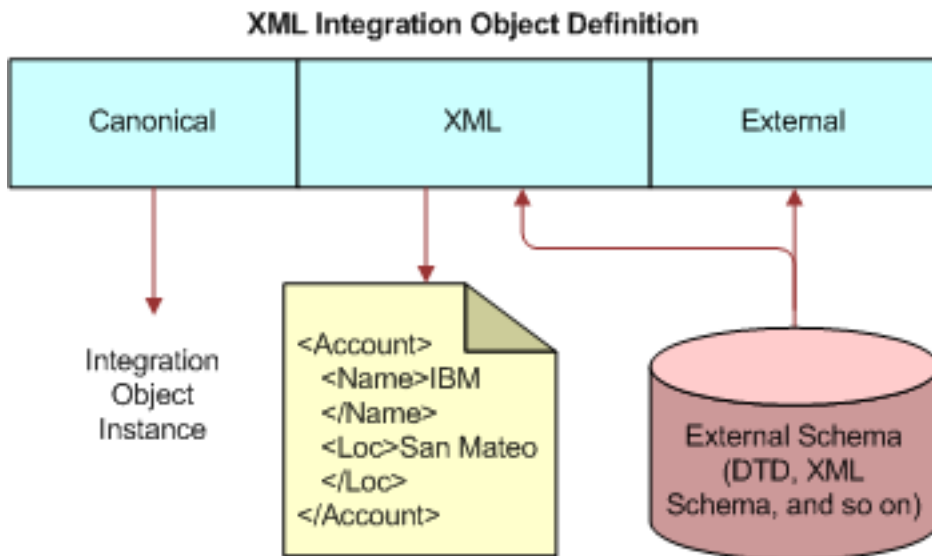 XML Integration Object Definition
Canonical
XML
External
Integration
Object
Instance
<Account>
<Name>IBM
</Name>
<Loc>San Mateo
</Loc>
</Account>
External Schema
(DTD, XML
Schema, and so on)